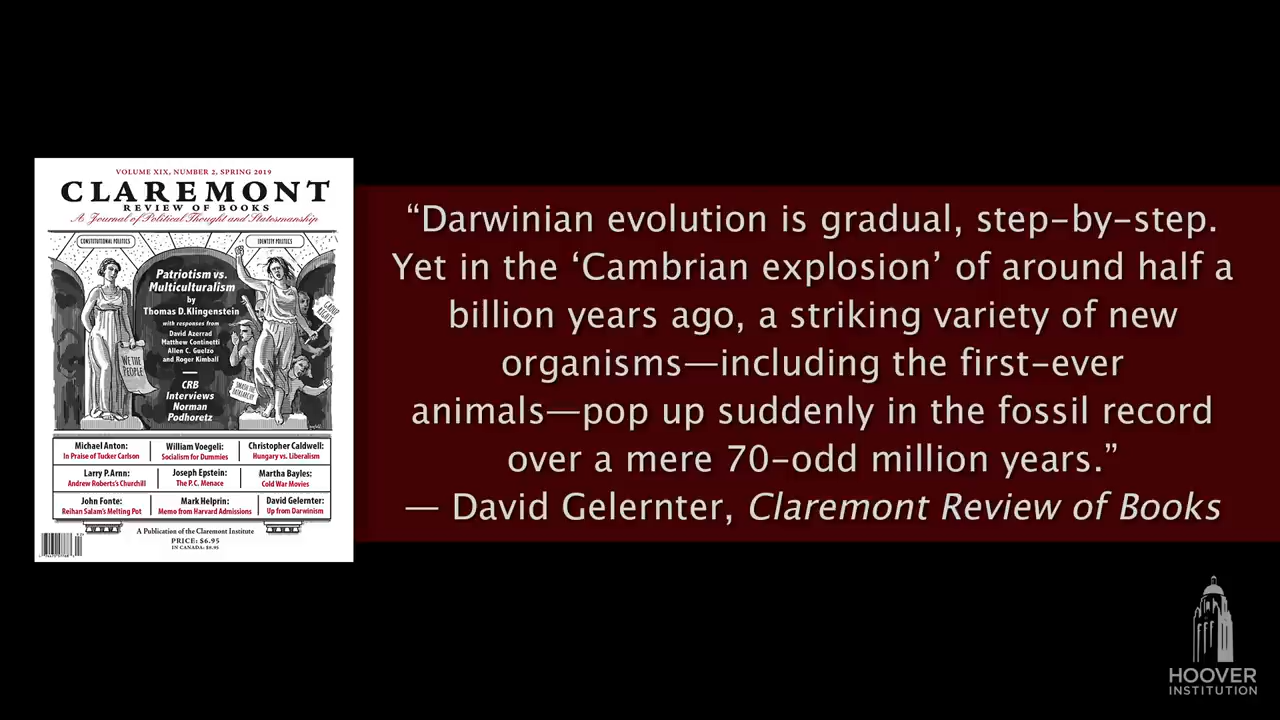 VOLUME XIX, NUMBER 2, SPRING 2019
CLAREMONT
REVIEW OF BOOKS
A Journal of Political Thought and Statesmanship
CONSTITUTIONAL POLITICS
IDENTITY POLITICS
Patriotism vs.
Multiculturalism
by
Thomas D. Klingenstein
with responses from
David Azerrad
Matthew Continetti
Allen C. Guelzo
and Roger Kimball
CRB
Interviews
Norman
Podhoretz
WE THE
PEOPLE
Michael Anton:
In Praise of Tucker Carlson
William Voegeli:
Socialism for Dummies
Christopher Caldwell:
Hungary vs. Liberalism
Larry P. Arnn:
Andrew Roberts's Churchill
Joseph Epstein:
The P.C. Menace
Martha Bayles:
Cold War Movies
John Fonte:
Reihan Salam's Melting Pot
Mark Helprin:
Memo from Harvard Admissions
David Gelernter:
Up from Darwinism
A Publication of the Claremont Institute
PRICE: $6.95
IN CANADA: $8.95
“Darwinian evolution is gradual, step-by-step.
Yet in the ‘Cambrian explosion’ of around half a
billion years ago, a striking variety of new
organisms—including the first-ever
animals—pop up suddenly in the fossil record
over a mere 70-odd million years.”
— David Gelernter, Claremont Review of Books
HOOVER
INSTITUTION